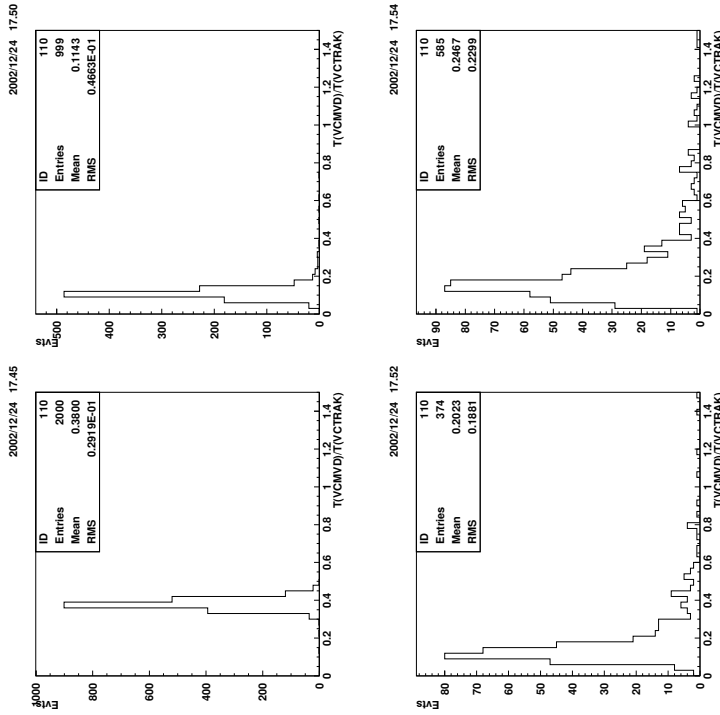 2002/12/24 17.45
ID 110
Entries 2000
Mean 0.3800
RMS 0.2919E-01
Evts
1000
800
600
400
200
0
0 0.2 0.4 0.6 0.8 1 1.2 1.4
T(VCMVD)/T(VCTRAK)
2002/12/24 17.50
ID 110
Entries 999
Mean 0.1143
RMS 0.4663E-01
Evts
500
400
300
200
100
0
0 0.2 0.4 0.6 0.8 1 1.2 1.4
T(VCMVD)/T(VCTRAK)
2002/12/24 17.52
ID 110
Entries 374
Mean 0.2023
RMS 0.1881
Evts
80
70
60
50
40
30
20
10
0
0 0.2 0.4 0.6 0.8 1 1.2 1.4
T(VCMVD)/T(VCTRAK)
2002/12/24 17.54
ID 110
Entries 585
Mean 0.2467
RMS 0.2299
Evts
90
80
70
60
50
40
30
20
10
0
0 0.2 0.4 0.6 0.8 1 1.2 1.4
T(VCMVD)/T(VCTRAK)